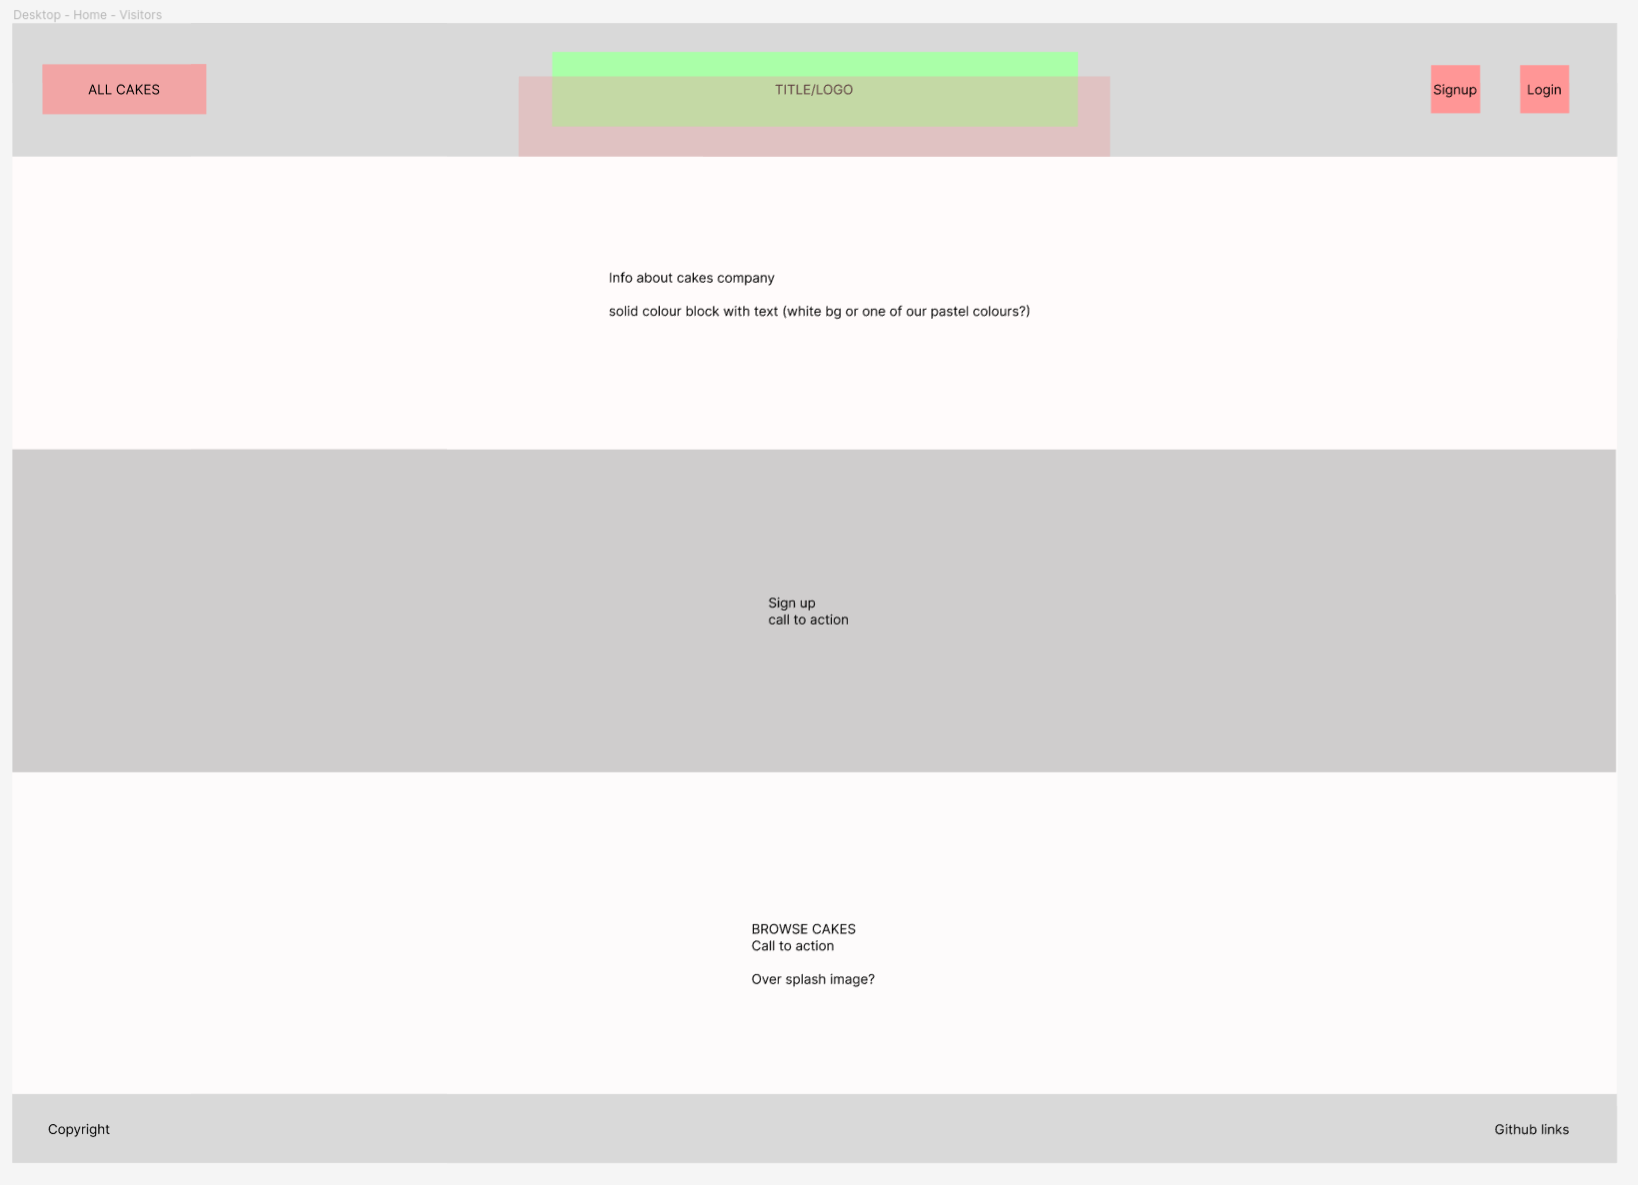 Desktop - Home - Visitors
ALL CAKES
TITLE/LOGO
Signup
Login
Info about cakes company
solid colour block with text (white bg or one of our pastel colours?)
Sign up
call to action
BROWSE CAKES
Call to action
Over splash image?
Copyright
Github links